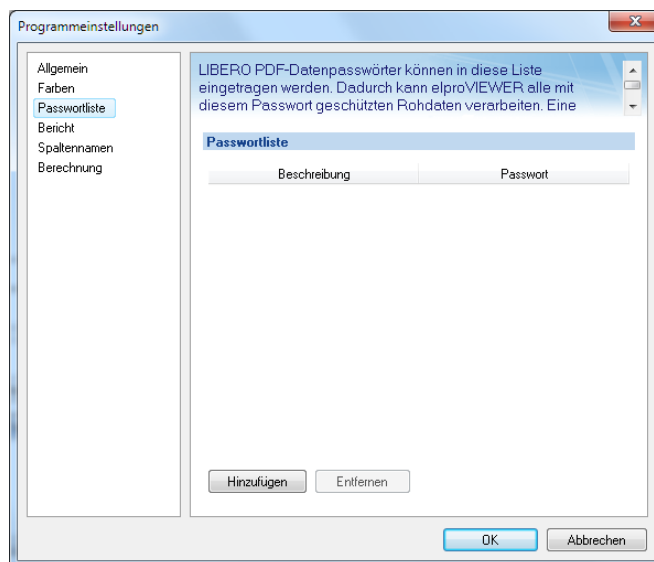 Programmeinstellungen
Allgemein
Farben
Passwortliste
Bericht
Spaltennamen
Berechnung
LIBERO PDF-Datenpasswörter können in diese Liste
eingetragen werden. Dadurch kann elproVIEWER alle mit
diesem Passwort geschützten Rohdaten verarbeiten. Eine
Passwortliste
Beschreibung Passwort
Hinzufügen Entfernen
OK Abbrechen